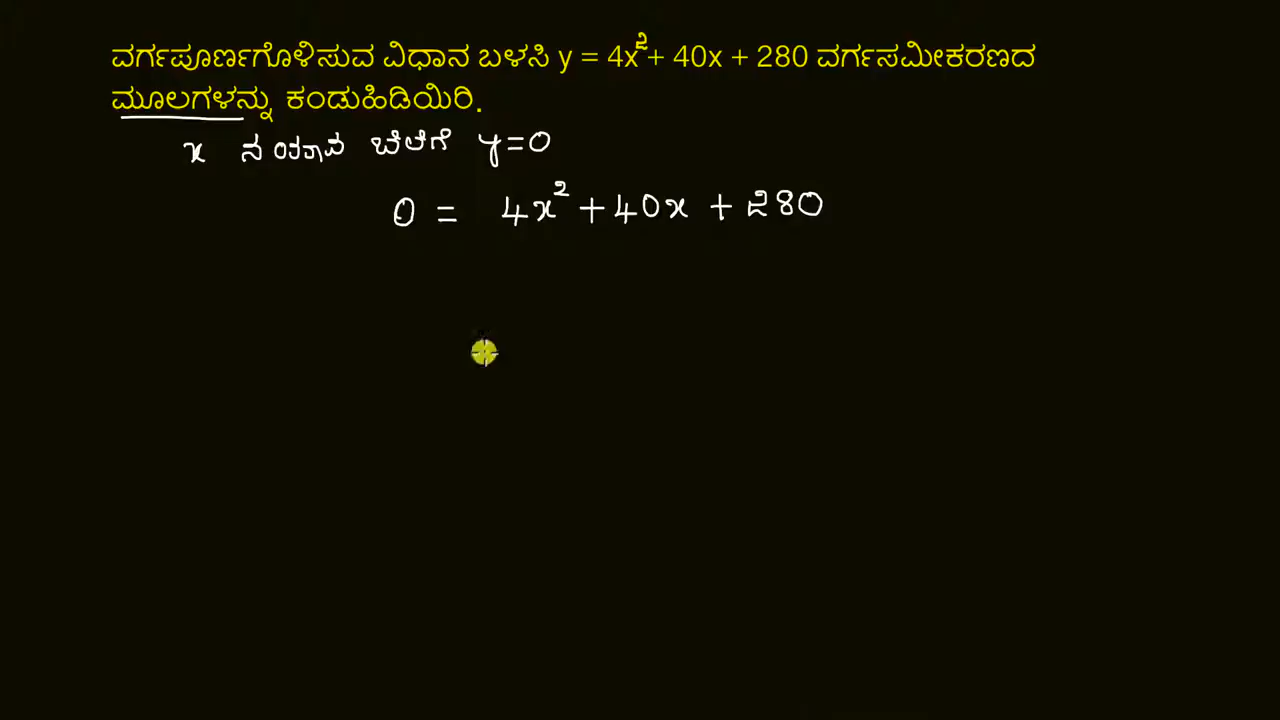 ವರ್ಗಪೂರ್ಣಗೊಳಿಸುವ ವಿಧಾನ ಬಳಸಿ y = 4x²+ 40x + 280 ವರ್ಗಸಮೀಕರಣದ
ಮೂಲಗಳನ್ನು ಕಂಡುಹಿಡಿಯಿರಿ.
x ನ ಯಾವ ಬೆಲೆಗೆ y=0
0 = 4x² + 40x + 280